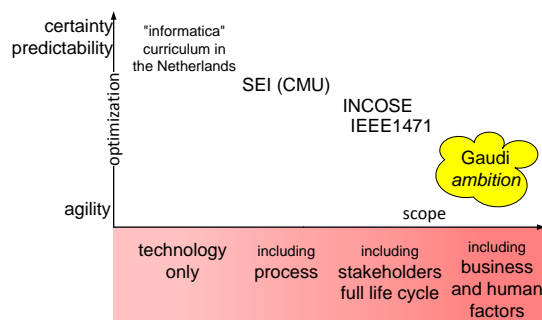 certainty
predictability
optimization
agility
"informatica"
curriculum in
the Netherlands
SEI (CMU)
INCOSE
IEEE1471
Gaudi
ambition
scope
technology
only
including
process
including
stakeholders
full life cycle
including
business
and human
factors